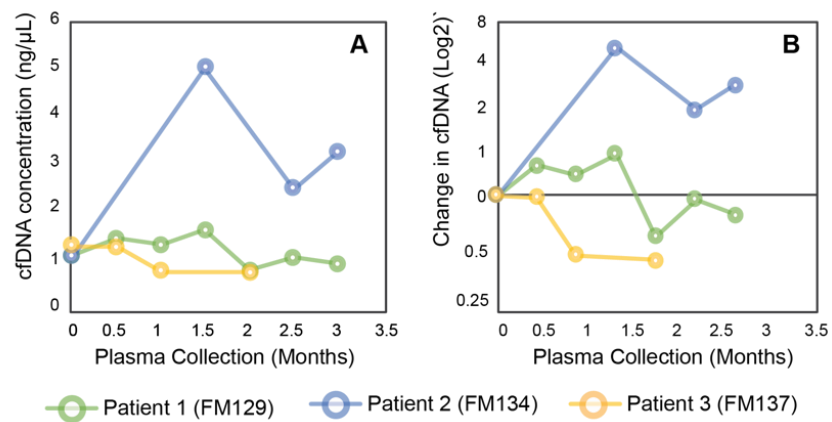 A
cfDNA concentration (ng/µL)
6
5
4
3
2
1
0
0 0.5 1 1.5 2 2.5 3 3.5
Plasma Collection (Months)
B
Change in cfDNA (Log2)`
8
4
2
1
0
0.5
0.25
0 0.5 1 1.5 2 2.5 3 3.5
Plasma Collection (Months)
Patient 1 (FM129) Patient 2 (FM134) Patient 3 (FM137)